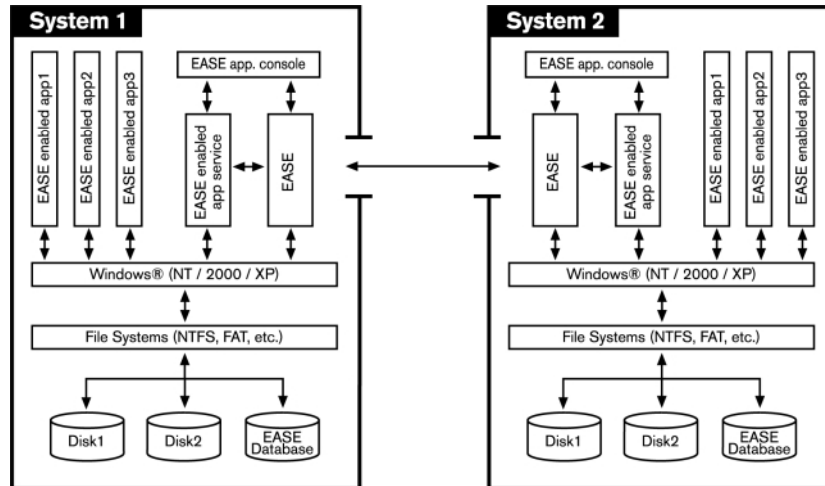 System 1
EASE app. console
EASE enabled app1
EASE enabled app2
EASE enabled app3
EASE enabled
app service
EASE
Windows® (NT / 2000 / XP)
File Systems (NTFS, FAT, etc.)
Disk1
Disk2
EASE
Database
System 2
EASE app. console
EASE
EASE enabled
app service
EASE enabled app1
EASE enabled app2
EASE enabled app3
Windows® (NT / 2000 / XP)
File Systems (NTFS, FAT, etc.)
Disk1
Disk2
EASE
Database